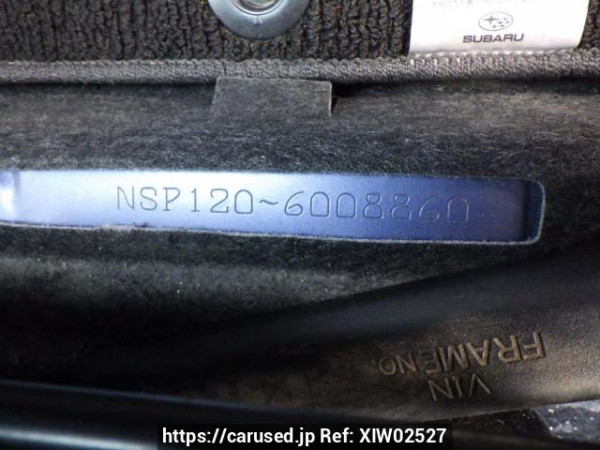 SUBARU
NSP120~6008860
VIN
FRAME NO.
https://carused.jp Ref: XIW02527